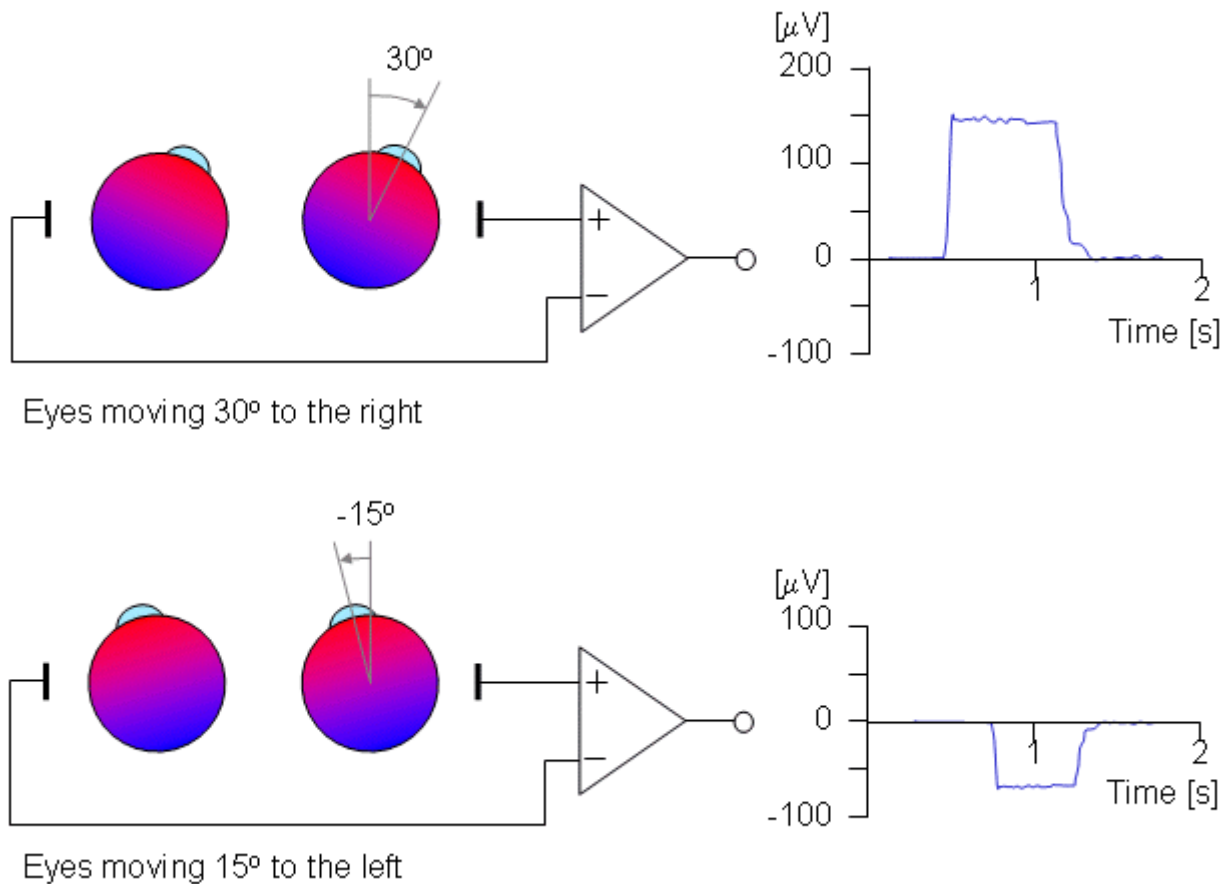 [μV]
200
30º
100
+
−
0
1
2
Time [s]
-100
Eyes moving 30º to the right
-15º
[μV]
100
+
−
0
1
2
Time [s]
-100
Eyes moving 15º to the left